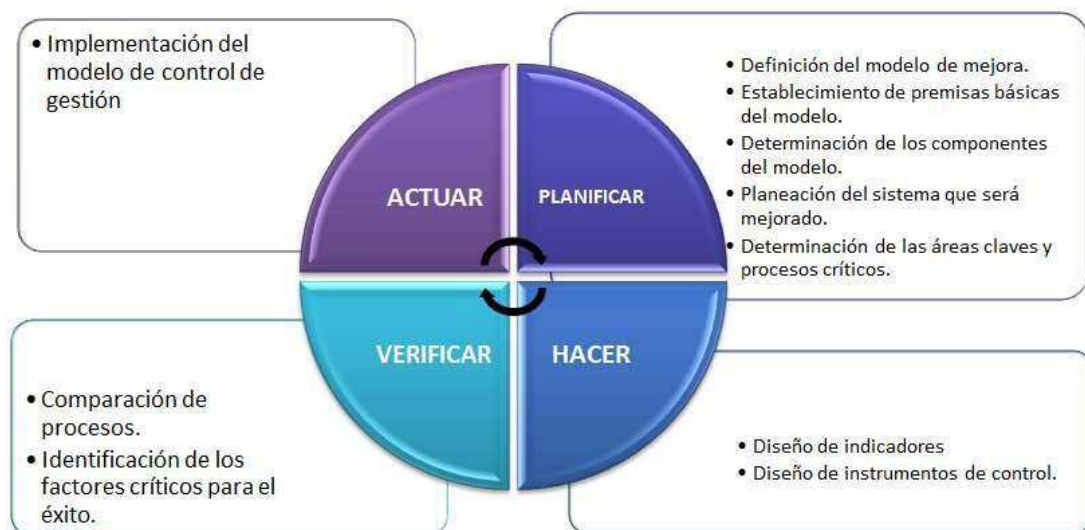 • Implementación del
modelo de control de
gestión
ACTUAR
PLANIFICAR
• Definición del modelo de mejora.
• Establecimiento de premisas básicas
del modelo.
• Determinación de los componentes
del modelo.
• Planeación del sistema que será
mejorado.
• Determinación de las áreas claves y
procesos críticos.
VERIFICAR
HACER
• Comparación de
procesos.
• Identificación de los
factores críticos para el
éxito.
• Diseño de indicadores
• Diseño de instrumentos de control.